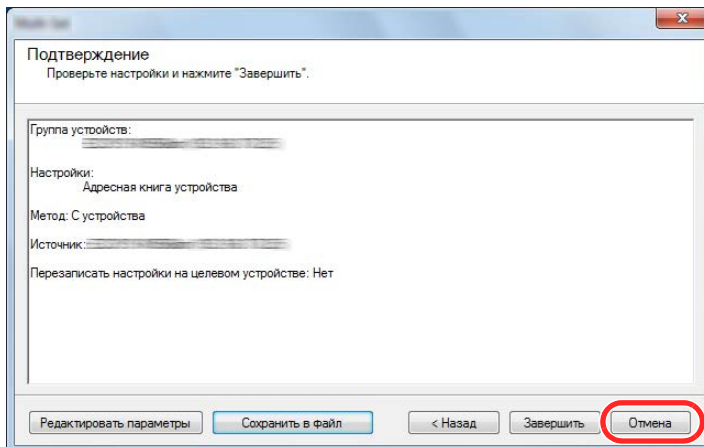 Подтверждение
Проверьте настройки и нажмите "Завершить".
Группа устройств:
Настройки:
Адресная книга устройства
Метод: С устройства
Источник:
Перезаписать настройки на целевом устройстве: Нет
Редактировать параметры Сохранить в файл < Назад Завершить Отмена